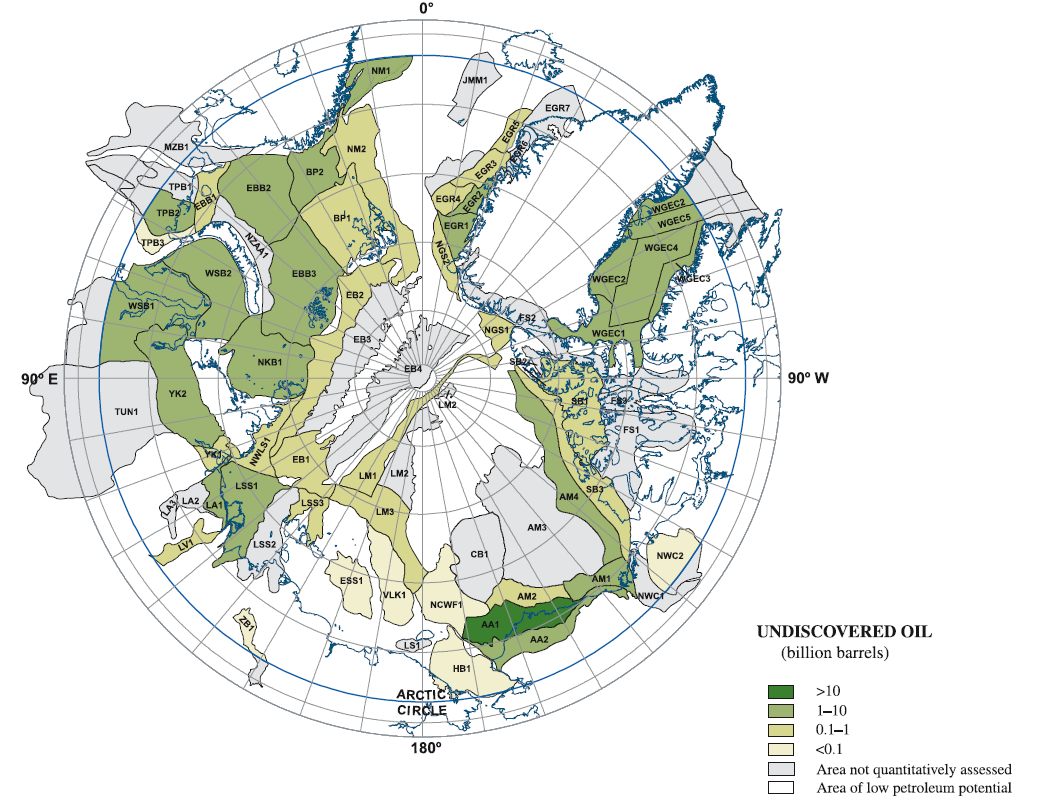 0°
NM1
JMM1
EGR7
EGR5
MZB1
NM2
EGR6
BP2
EGR3
TPB1
EBB2
EBB1
EGR4
EGR2
WGEC2
TPB2
BP1
EGR1
WGEC5
TPB3
NZAA1
NGS2
WGEC4
WSB2
EBB3
WGEC2
WGEC3
EB2
WSB1
FS2
NGS1
WGEC1
EB3
NKB1
SB2
EB4
90° E
90° W
YK2
LM2
SB1
TUN1
FS1
YK1
NWLS1
EB1
LM1
LM2
LSS1
SB3
AM4
LA3
LA2
LA1
LSS3
LM3
AM3
LV1
LSS2
CB1
NWC2
ESS1
VLK1
AM1
NCWF1
AM2
NWC1
ZB1
AA1
AA2
LS1
HB1
ARCTIC
CIRCLE
180°
UNDISCOVERED OIL
(billion barrels)
>10
1–10
0.1–1
<0.1
Area not quantitatively assessed
Area of low petroleum potential